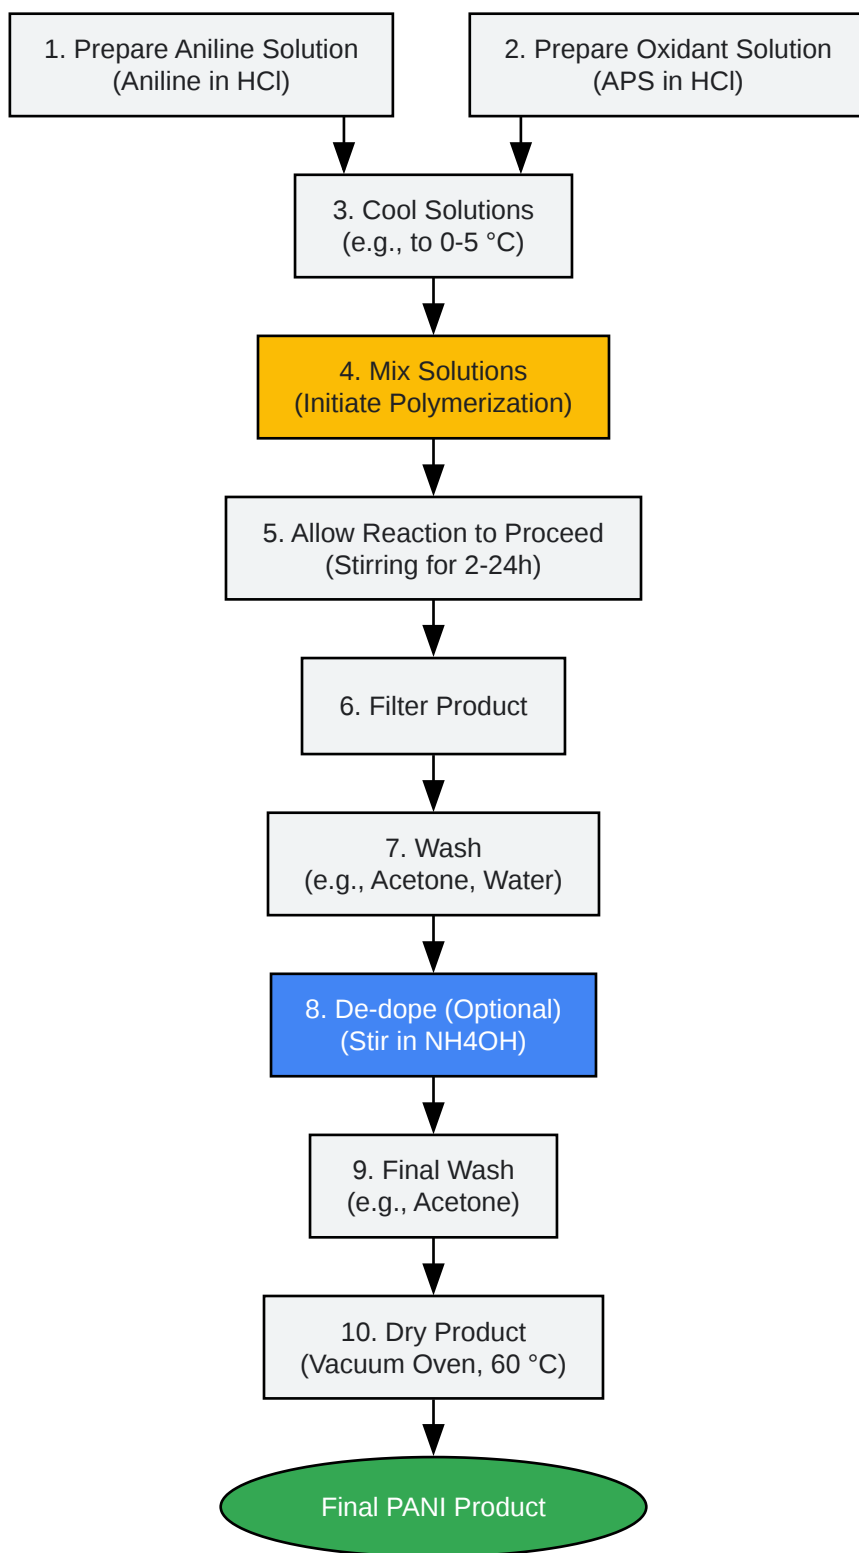 1. Prepare Aniline Solution
(Aniline in HCl)
2. Prepare Oxidant Solution
(APS in HCl)
3. Cool Solutions
(e.g., to 0-5 °C)
4. Mix Solutions
(Initiate Polymerization)
5. Allow Reaction to Proceed
(Stirring for 2-24h)
6. Filter Product
7. Wash
(e.g., Acetone, Water)
8. De-dope (Optional)
(Stir in NH4OH)
9. Final Wash
(e.g., Acetone)
10. Dry Product
(Vacuum Oven, 60 °C)
Final PANI Product